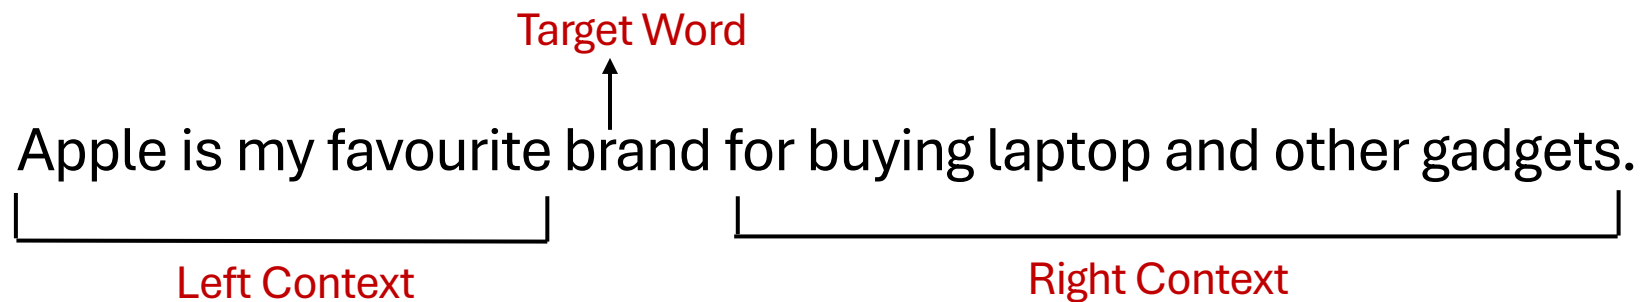 Target Word
Apple is my favourite brand for buying laptop and other gadgets.
Left Context
Right Context